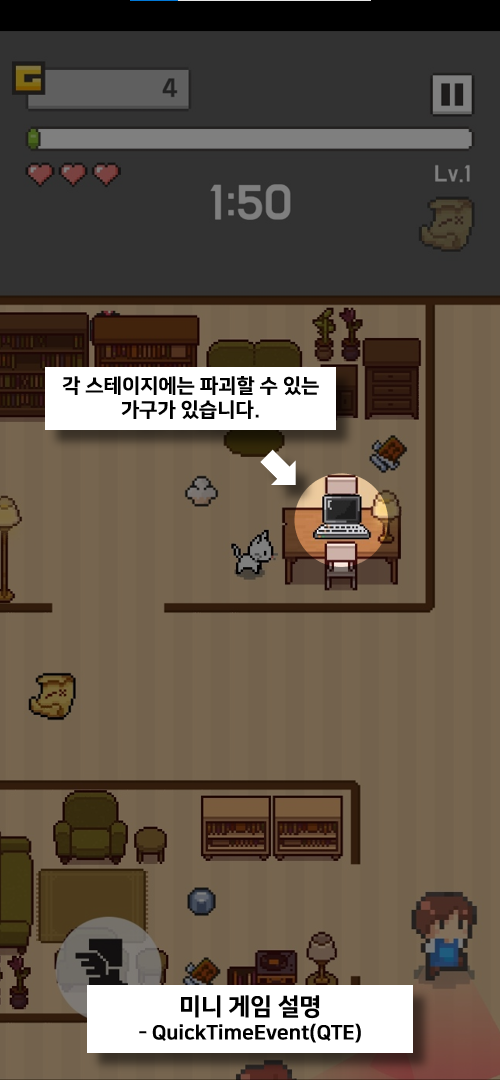 4
Lv.1
1:50
각 스테이지에는 파괴할 수 있는
가구가 있습니다.
미니 게임 설명
- QuickTimeEvent(QTE)